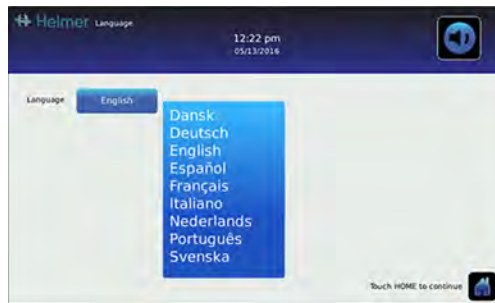 Helmer Language
12:22 pm
05/13/2016
Language English
Dansk
Deutsch
English
Español
Français
Italiano
Nederlands
Português
Svenska
Touch HOME to continue